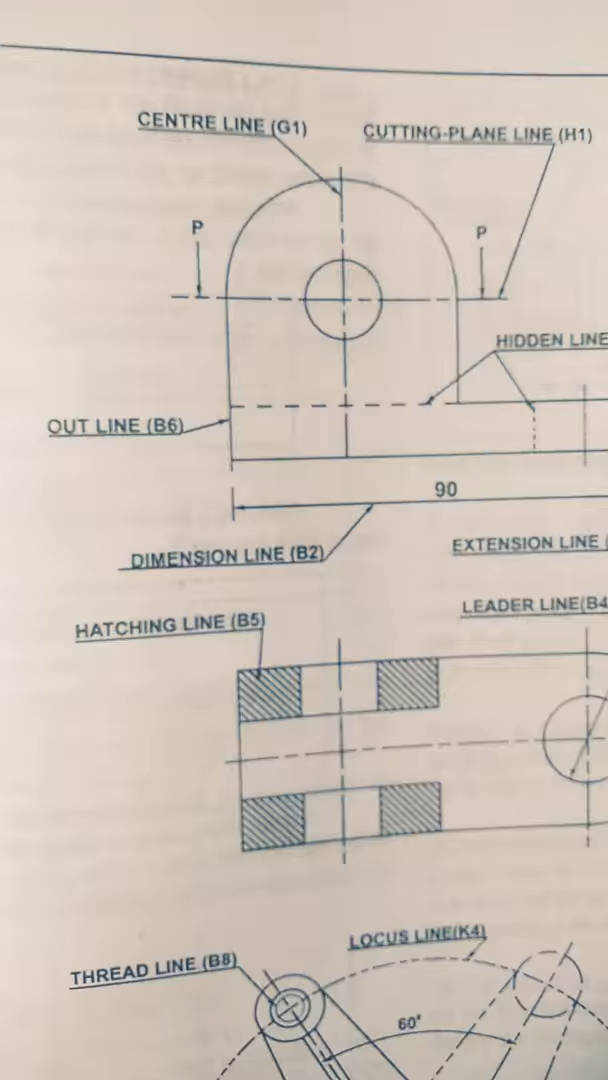 CENTRE LINE (G1)
CUTTING-PLANE LINE (H1)
P
P
HIDDEN LINE
OUT LINE (B6)
90
DIMENSION LINE (B2)
EXTENSION LINE (
LEADER LINE(B4
HATCHING LINE (B5)
LOCUS LINE(K4)
THREAD LINE (B8)
60°